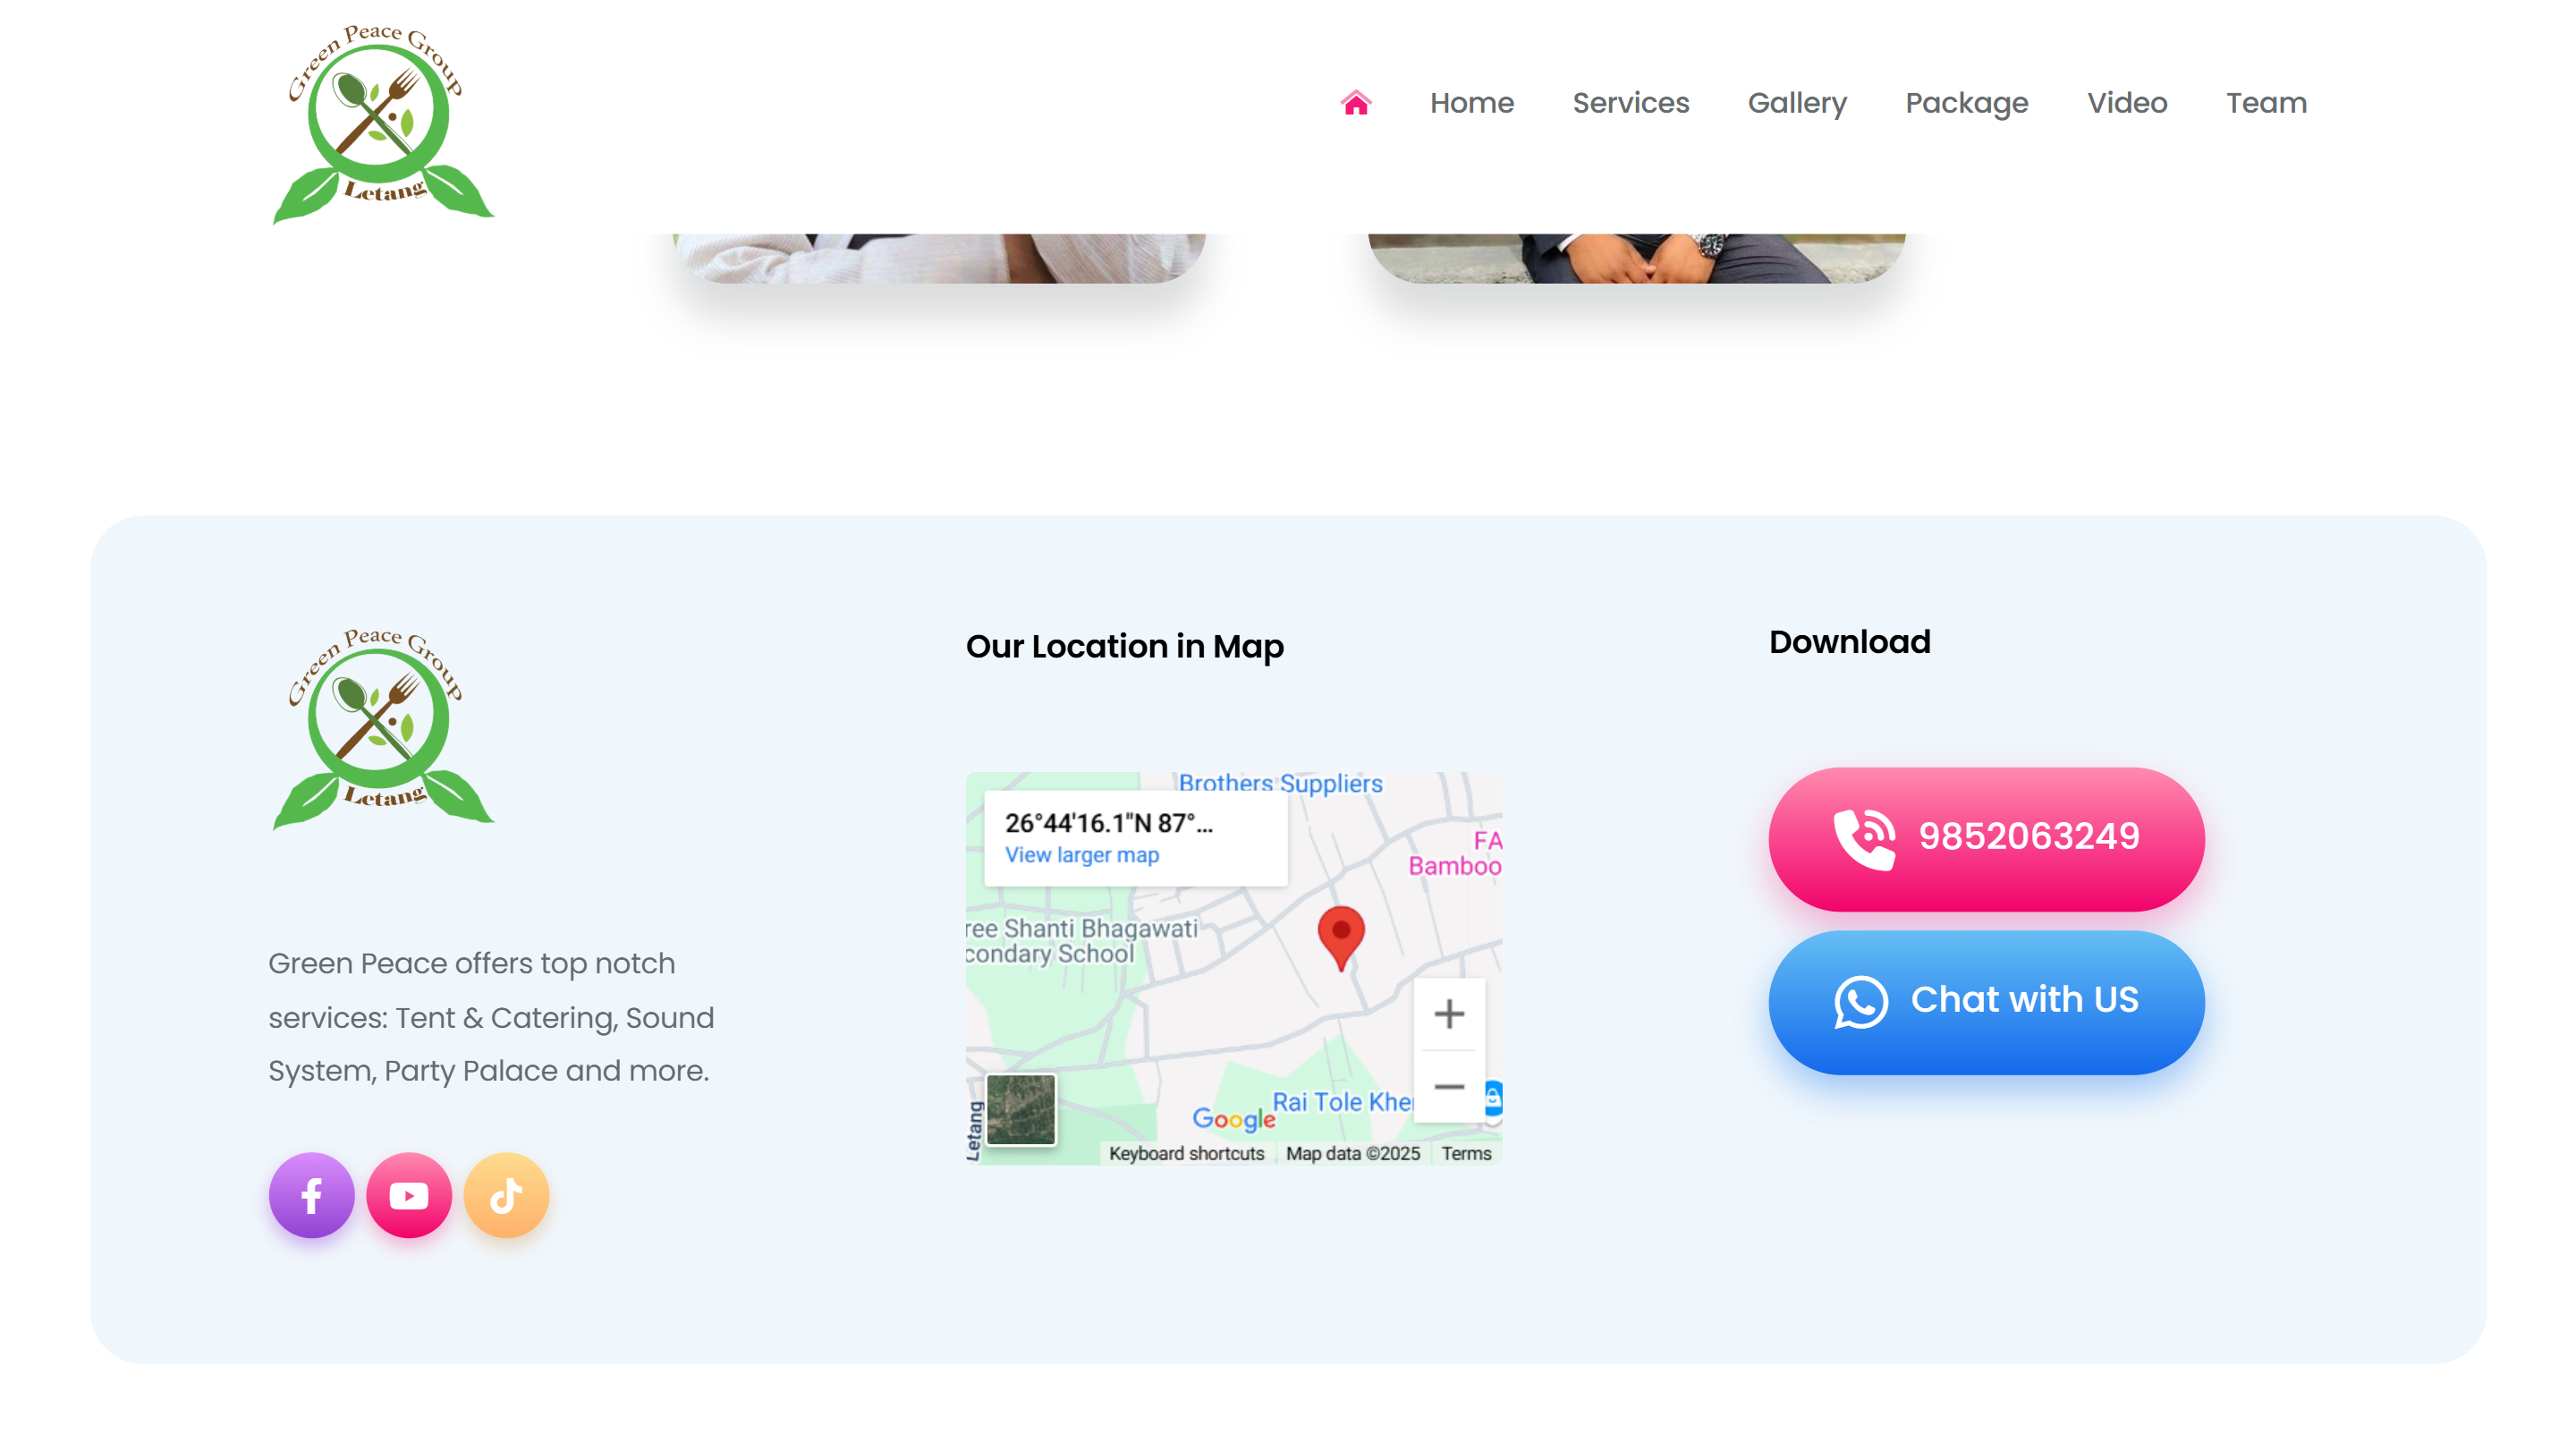 Green Peace Group
Letang
Home Services Gallery Package Video Team
Green Peace Group
Letang
Green Peace offers top notch
services: Tent & Catering, Sound
System, Party Palace and more.
Our Location in Map
Brothers Suppliers
26°44'16.1"N 87°...
View larger map
FA
Bamboo
ree Shanti Bhagawati
condary School
Rai Tole Khe
Letang
Google
Keyboard shortcuts Map data ©2025 Terms
Download
9852063249
Chat with US